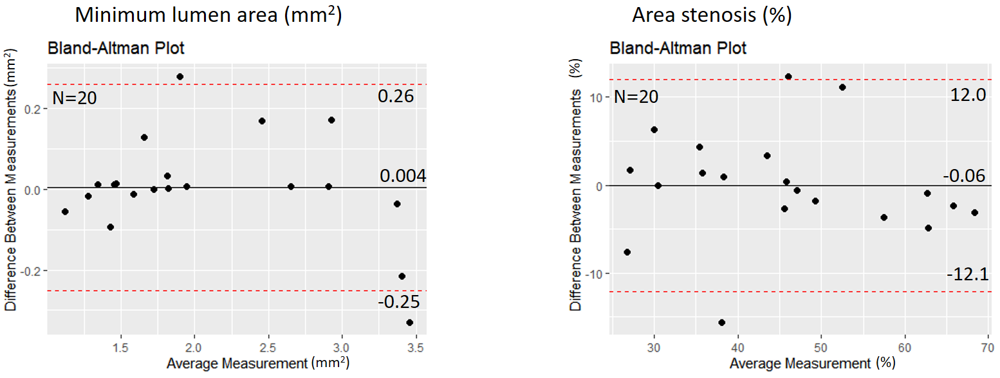 Minimum lumen area (mm²)
Bland-Altman Plot
Difference Between Measurements (mm²)
N=20
0.26
0.004
-0.25
0.2
0.0
-0.2
1.5 2.0 2.5 3.0 3.5
Average Measurement (mm²)
Area stenosis (%)
Bland-Altman Plot
Difference Between Measurements (%)
N=20
12.0
-0.06
-12.1
10
0
-10
30 40 50 60 70
Average Measurement (%)